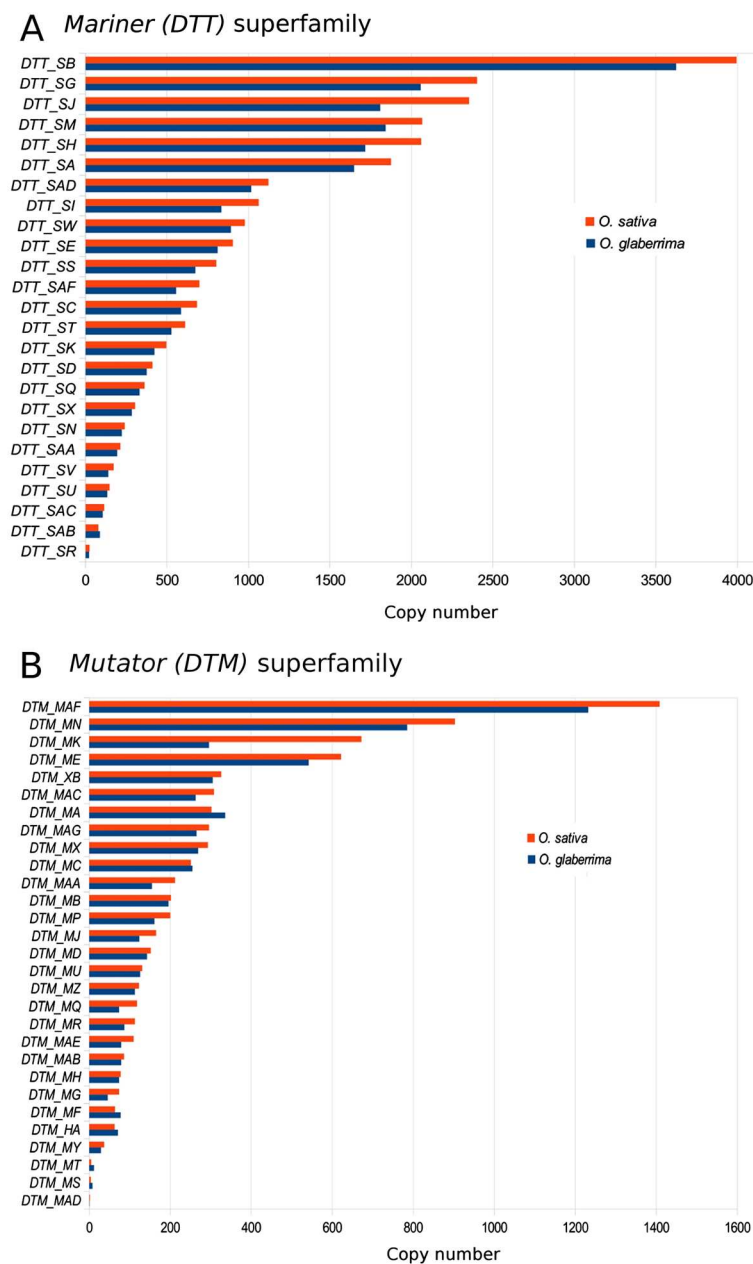 A Mariner (DTT) superfamily
DTT_SB
DTT_SG
DTT_SJ
DTT_SM
DTT_SH
DTT_SA
DTT_SAD
DTT_SI
DTT_SW
DTT_SE
DTT_SS
DTT_SAF
DTT_SC
DTT_ST
DTT_SK
DTT_SD
DTT_SQ
DTT_SX
DTT_SN
DTT_SAA
DTT_SV
DTT_SU
DTT_SAC
DTT_SAB
DTT_SR
O. sativa
O. glaberrima
0 500 1000 1500 2000 2500 3000 3500 4000
Copy number
B Mutator (DTM) superfamily
DTM_MAF
DTM_MN
DTM_MK
DTM_ME
DTM_XB
DTM_MAC
DTM_MA
DTM_MAG
DTM_MX
DTM_MC
DTM_MAA
DTM_MB
DTM_MP
DTM_MJ
DTM_MD
DTM_MU
DTM_MZ
DTM_MQ
DTM_MR
DTM_MAE
DTM_MAB
DTM_MH
DTM_MG
DTM_MF
DTM_HA
DTM_MY
DTM_MT
DTM_MS
DTM_MAD
O. sativa
O. glaberrima
0 200 400 600 800 1000 1200 1400 1600
Copy number